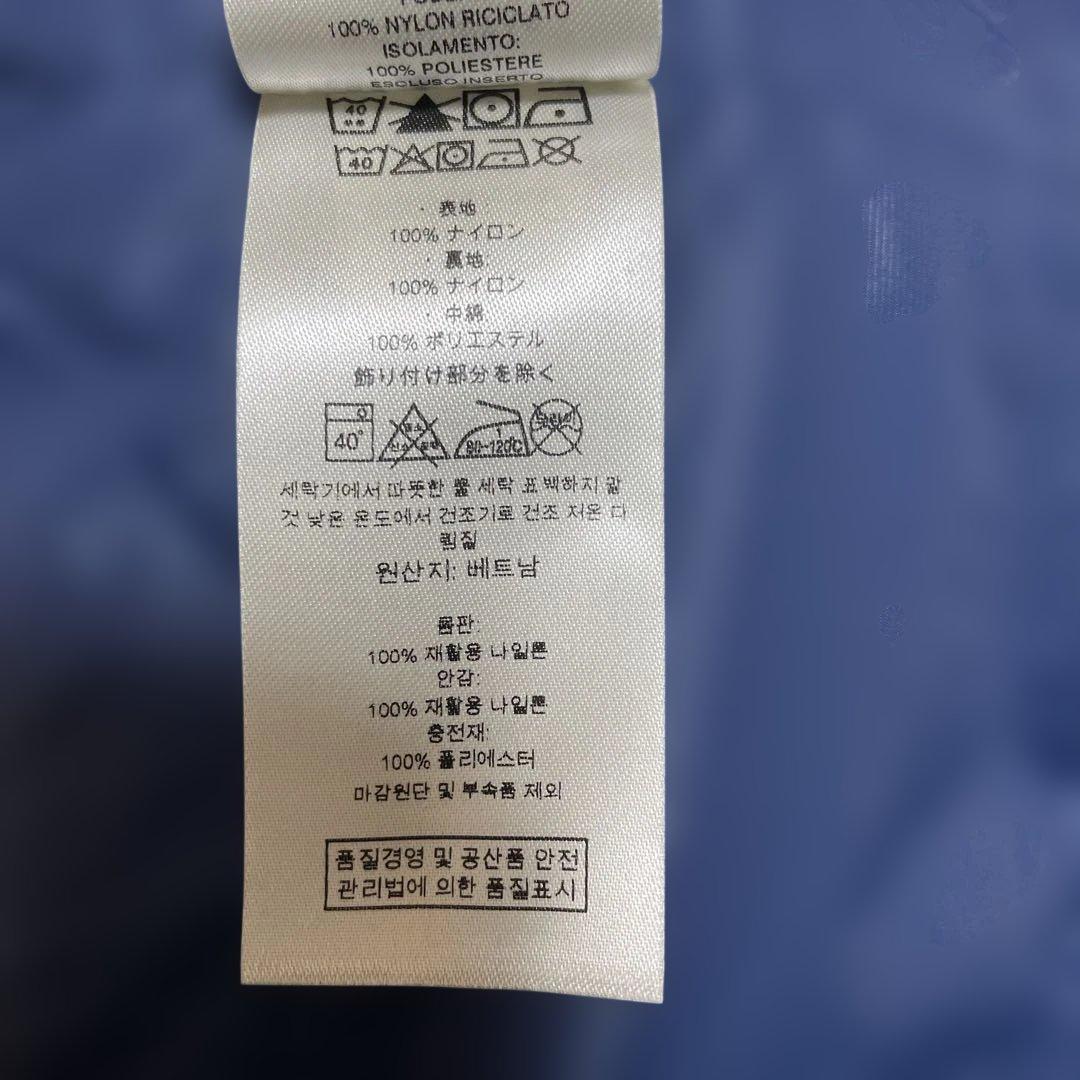 100% NYLON RICICLATO
ISOLAMENTO:
100% POLIESTERE
ESCLUSO INSERTO
40
40
・ 表地
100% ナイロン
・ 裏地
100% ナイロン
・ 中綿
100% ポリエステル
飾り付け部分を除く
40°
80~120℃
세탁기에서 따뜻한 물 세탁 표백하지 말
것 낮은 온도에서 건조기로 건조 저온 다
림질
원산지: 베트남
몸판:
100% 재활용 나일론
안감:
100% 재활용 나일론
충전재:
100% 폴리에스터
마감원단 및 부속품 제외
품질경영 및 공산품 안전
관리법에 의한 품질표시